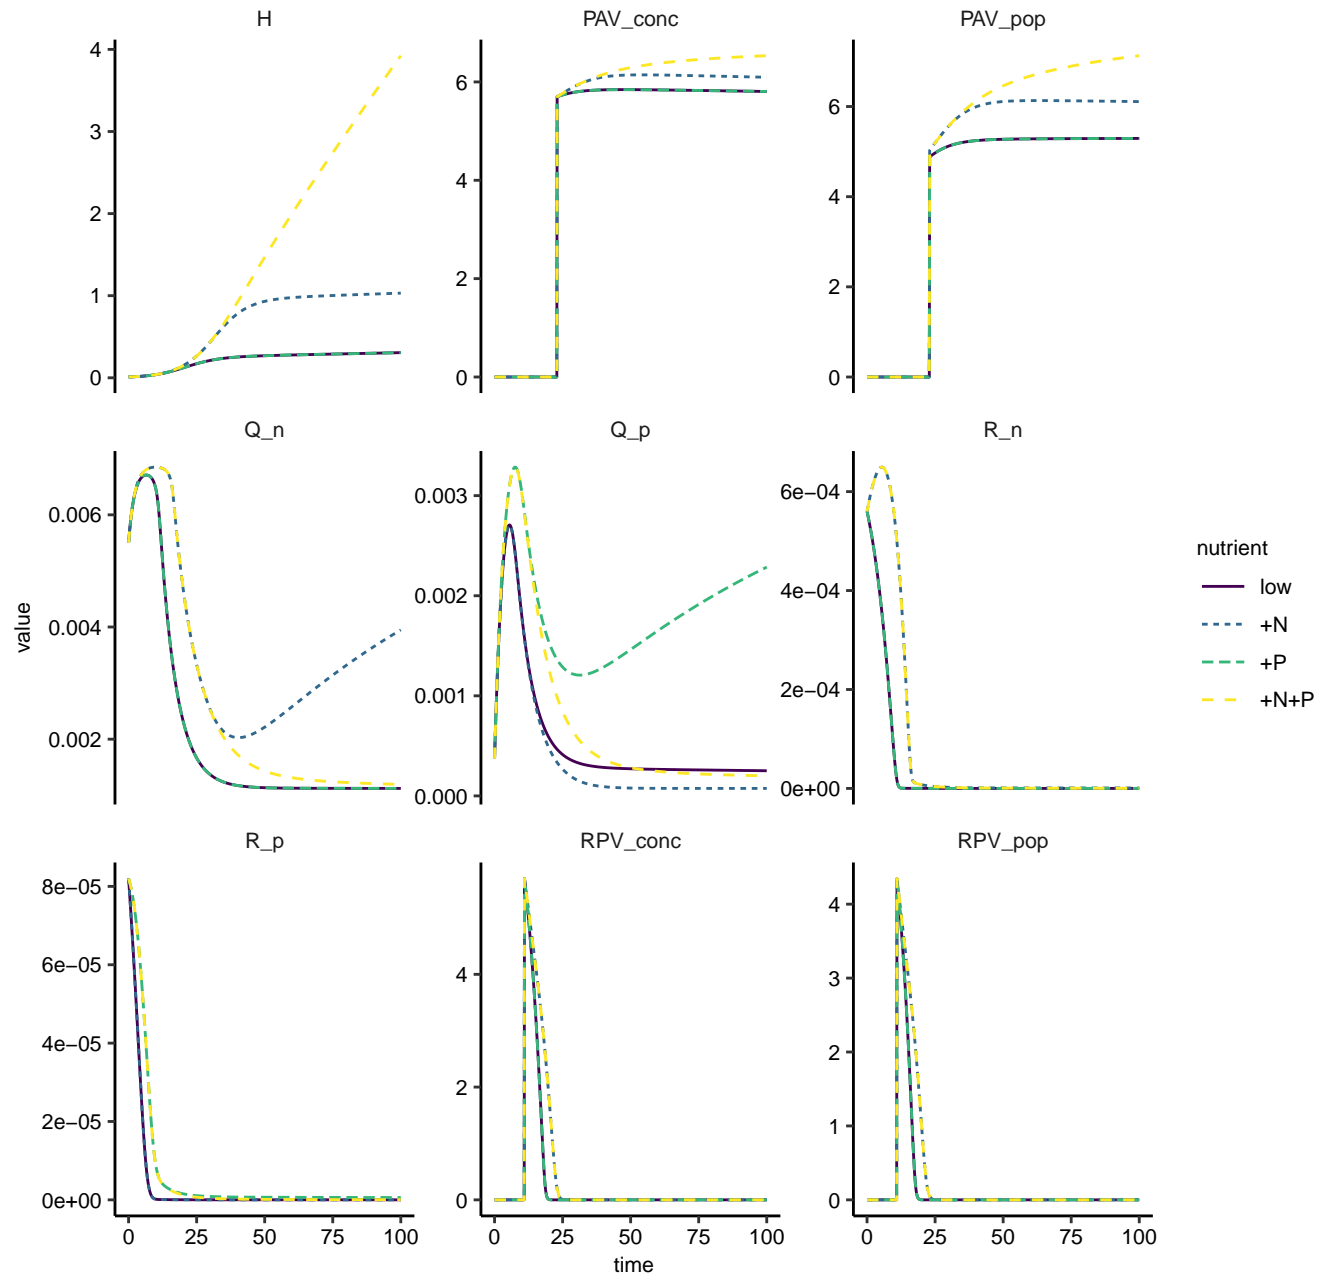 H
PAV_conc
PAV_pop
4
3
2
1
0
6
4
2
0
6
4
2
0
Q_n
Q_p
R_n
0.006
0.004
0.002
0.003
0.002
0.001
0.000
6e−04
4e−04
2e−04
0e+00
R_p
RPV_conc
RPV_pop
8e−05
6e−05
4e−05
2e−05
0e+00
4
2
0
4
3
2
1
0
0 25 50 75 100
0 25 50 75 100
0 25 50 75 100
time
value
nutrient
low
+N
+P
+N+P